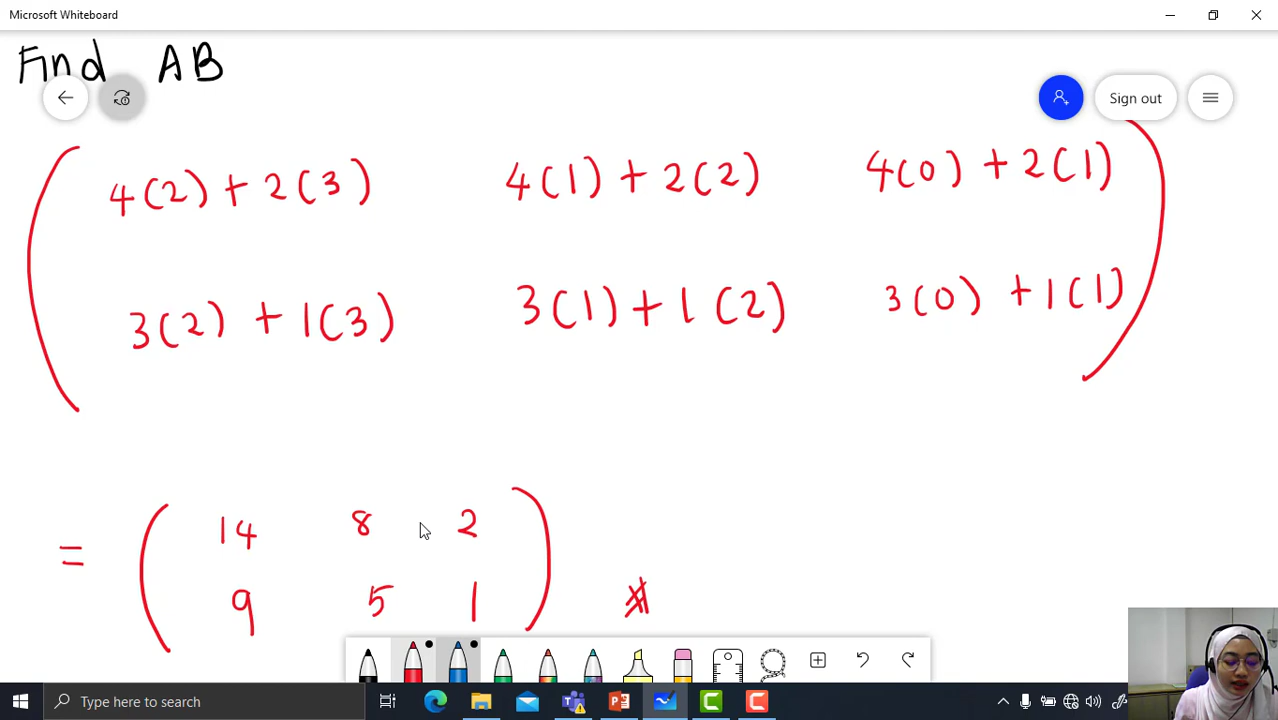 Microsoft Whiteboard
Find AB
Sign out
4(2) + 2(3) 4(1) + 2(2) 4(0) + 2(1)
3(2) + 1(3) 3(1) + 1(2) 3(0) + 1(1)
= ( 14 8 2
9 5 1 )
Type here to search